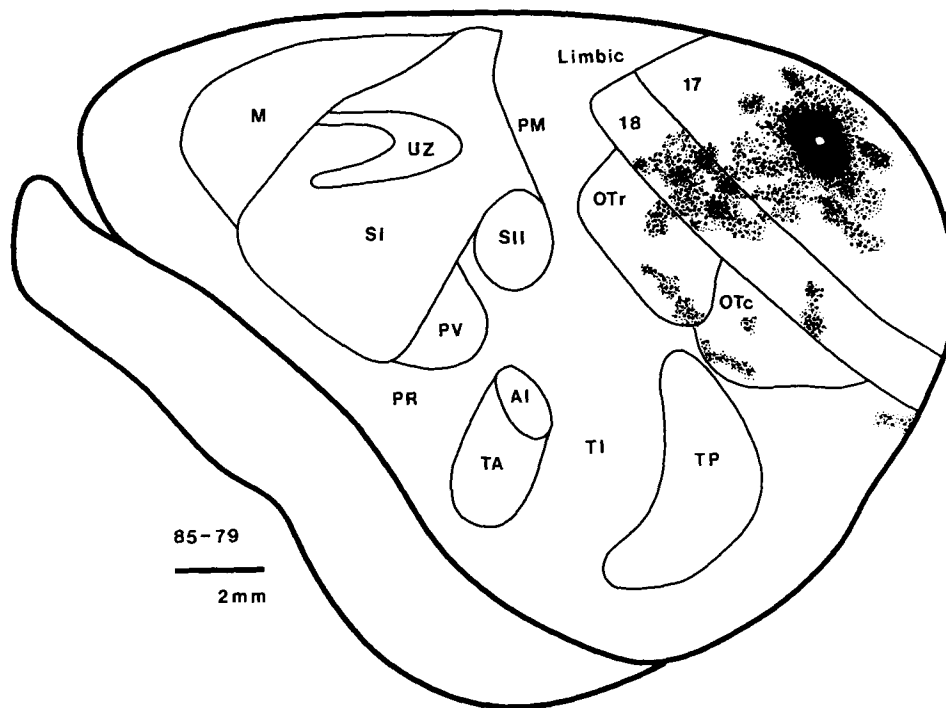 Limbic
17
M
18
PM
UZ
OTr
SI
SII
OTc
PV
PR
AI
TA
TI
TP
85-79
2mm